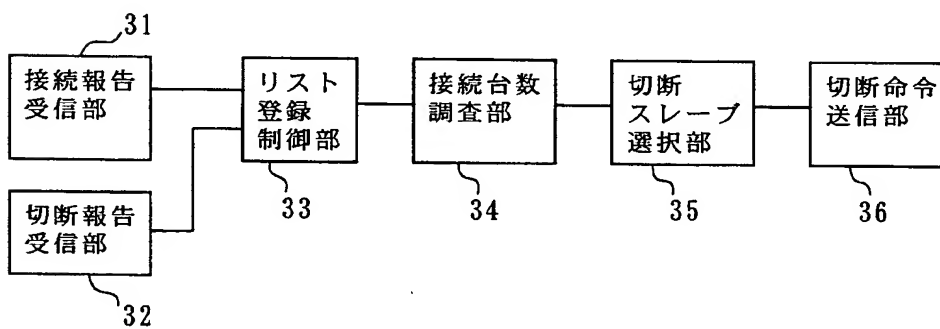 31
接続報告
受信部
リスト
登録
制御部
33
接続台数
調査部
34
切断
スレーブ
選択部
35
切断命令
送信部
36
切断報告
受信部
32